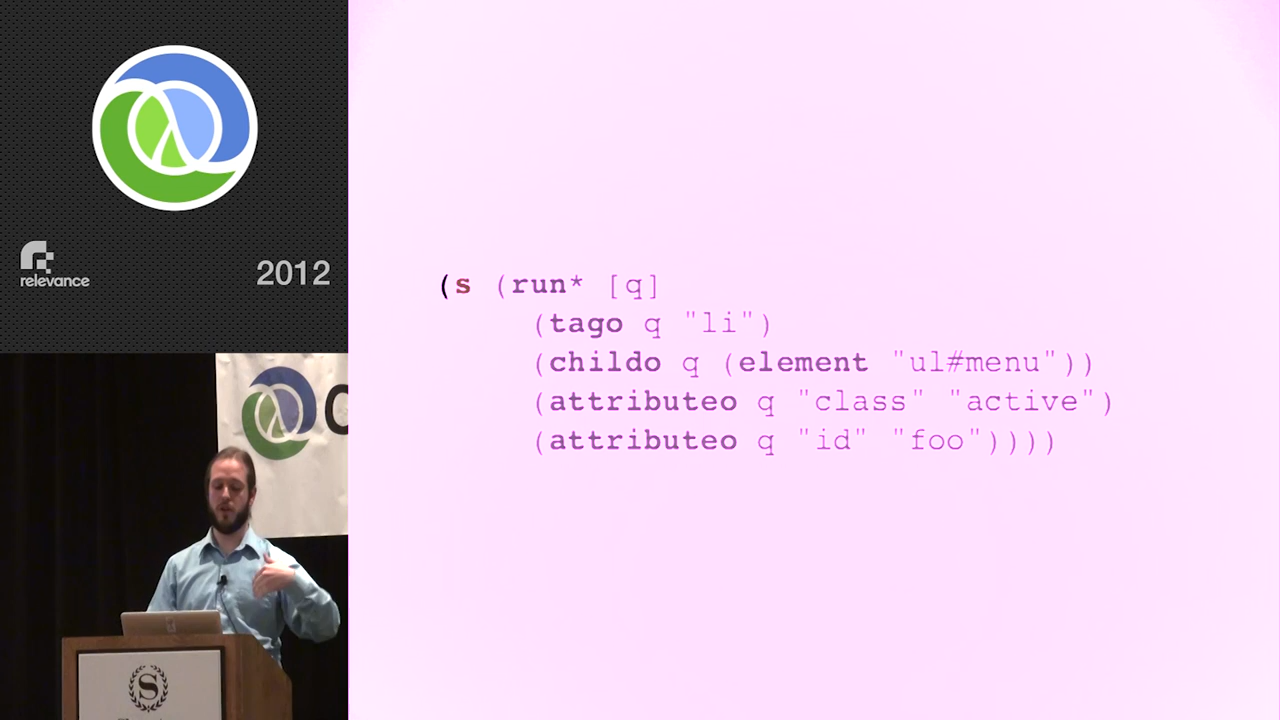 relevance
2012
(s (run* [q]
(tago q "li")
(childo q (element "ul#menu"))
(attributeo q "class" "active")
(attributeo q "id" "foo"))))
C
S